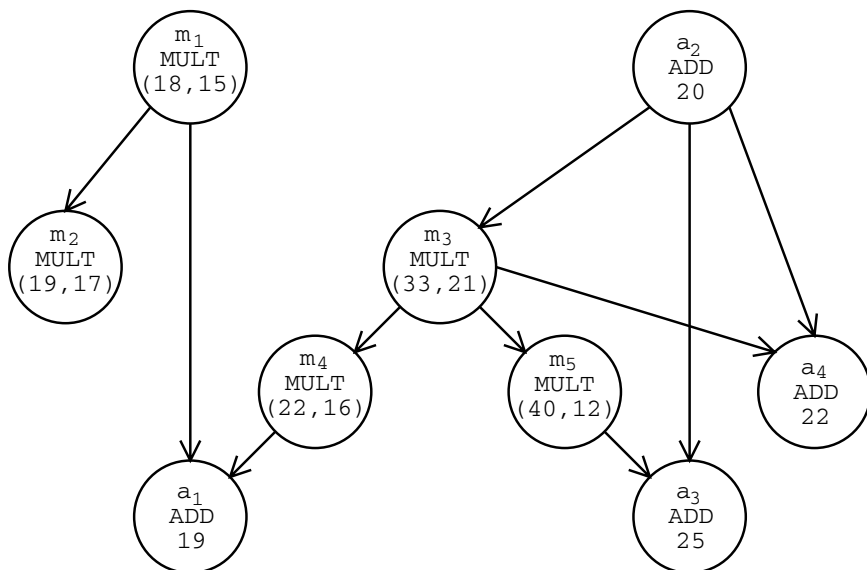 m1
MULT
(18,15)
a2
ADD
20
m2
MULT
(19,17)
m3
MULT
(33,21)
m4
MULT
(22,16)
m5
MULT
(40,12)
a4
ADD
22
a1
ADD
19
a3
ADD
25